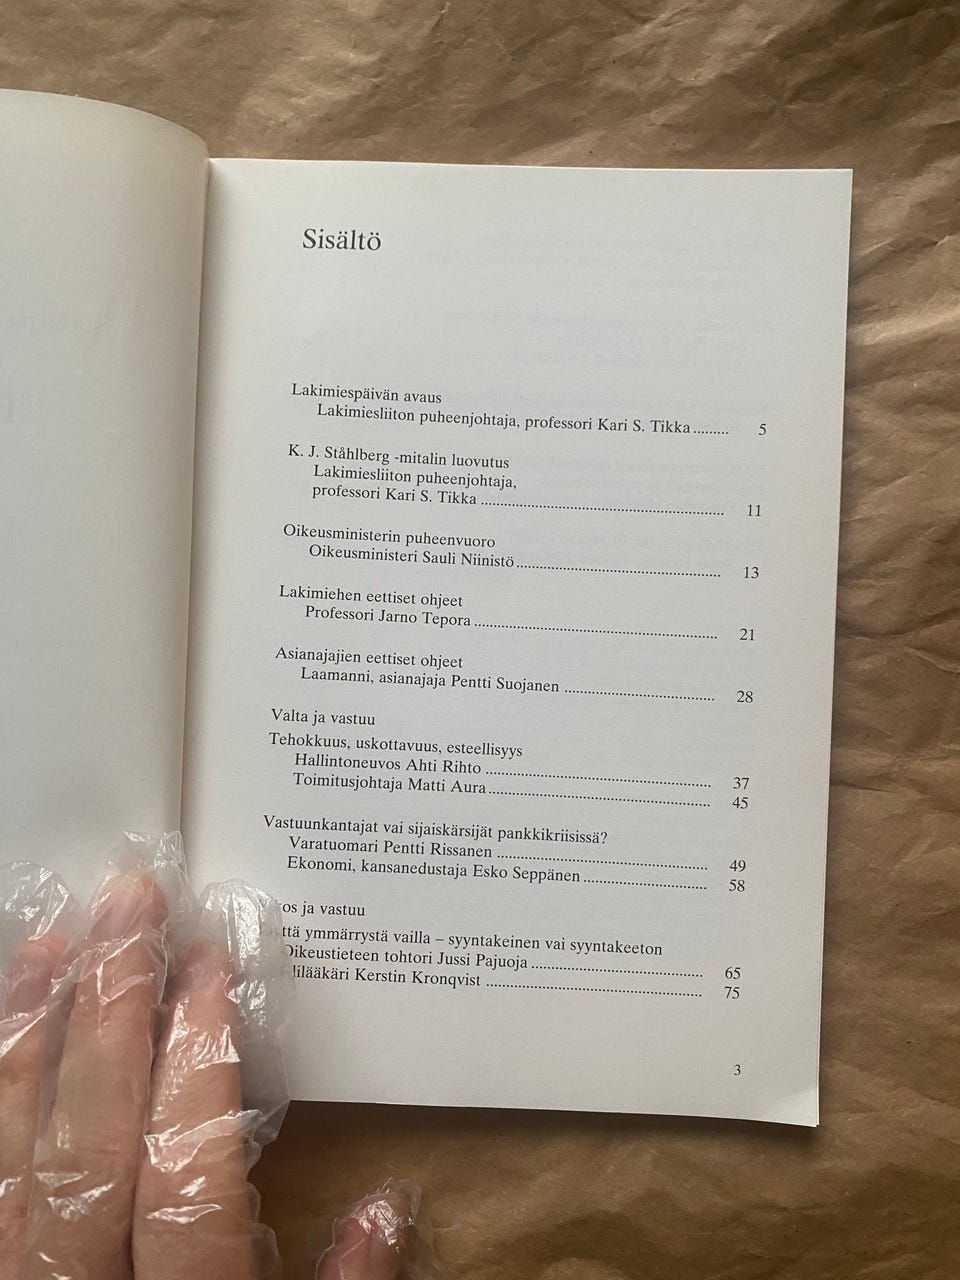 Sisältö
Lakimiespäivän avaus
Lakimiesliiton puheenjohtaja, professori Kari S. Tikka ......... 5
K. J. Ståhlberg -mitalin luovutus
Lakimiesliiton puheenjohtaja,
professori Kari S. Tikka ............................................................. 11
Oikeusministerin puheenvuoro
Oikeusministeri Sauli Niinistö ................................................... 13
Lakimiehen eettiset ohjeet
Professori Jarno Tepora ............................................................. 21
Asianajajien eettiset ohjeet
Laamanni, asianajaja Pentti Suojanen ...................................... 28
Valta ja vastuu
Tehokkuus, uskottavuus, esteellisyys
Hallintoneuvos Ahti Rihto ......................................................... 37
Toimitusjohtaja Matti Aura ........................................................ 45
Vastuunkantajat vai sijaiskärsijät pankkikriisissä?
Varatuomari Pentti Rissanen ..................................................... 49
Ekonomi, kansanedustaja Esko Seppänen ............................... 58
ja vastuu
ymmärrystä vailla – syyntakeinen vai syyntakeeton
Oikeustieteen tohtori Jussi Pajuoja ........................................... 65
Kerstin Kronqvist ...................................................... 75
3